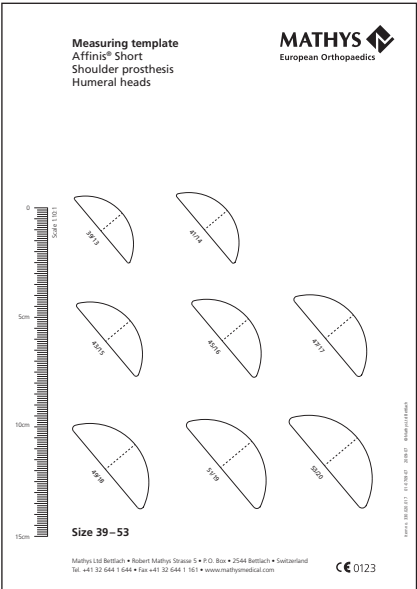 Measuring template
Affinis® Short
Shoulder prosthesis
Humeral heads
MATHYS
European Orthopaedics
0
Scale 1.10:1
39/13
41/14
5cm
43/15
45/16
47/17
10cm
49/18
51/19
53/20
15cm
Size 39–53
Mathys Ltd Bettlach • Robert Mathys Strasse 5 • P.O. Box • 2544 Bettlach • Switzerland
Tel. +41 32 644 1 644 • Fax +41 32 644 1 161 • www.mathysmedical.com
CE 0123